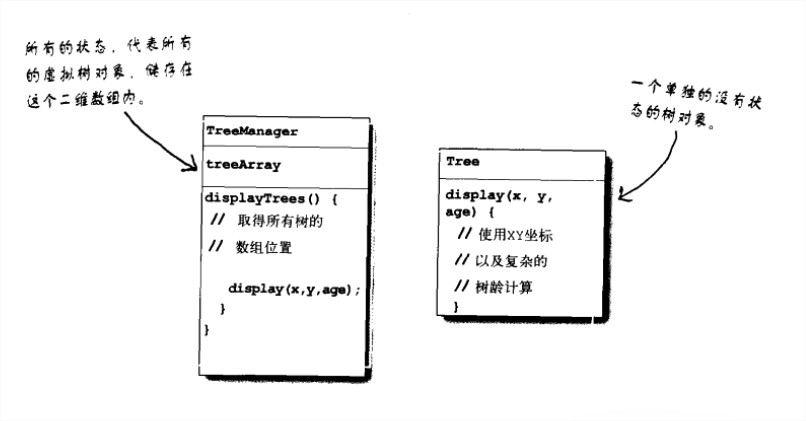 所有的状态，代表所有
的虚拟树对象，储存在
这个二维数组内。
TreeManager
treeArray
displayTrees() {
// 取得所有树的
// 数组位置
display(x,y,age);
}
}
一个单独的没有状
态的树对象。
Tree
display(x, y,
age) {
// 使用XY坐标
// 以及复杂的
// 树龄计算
}